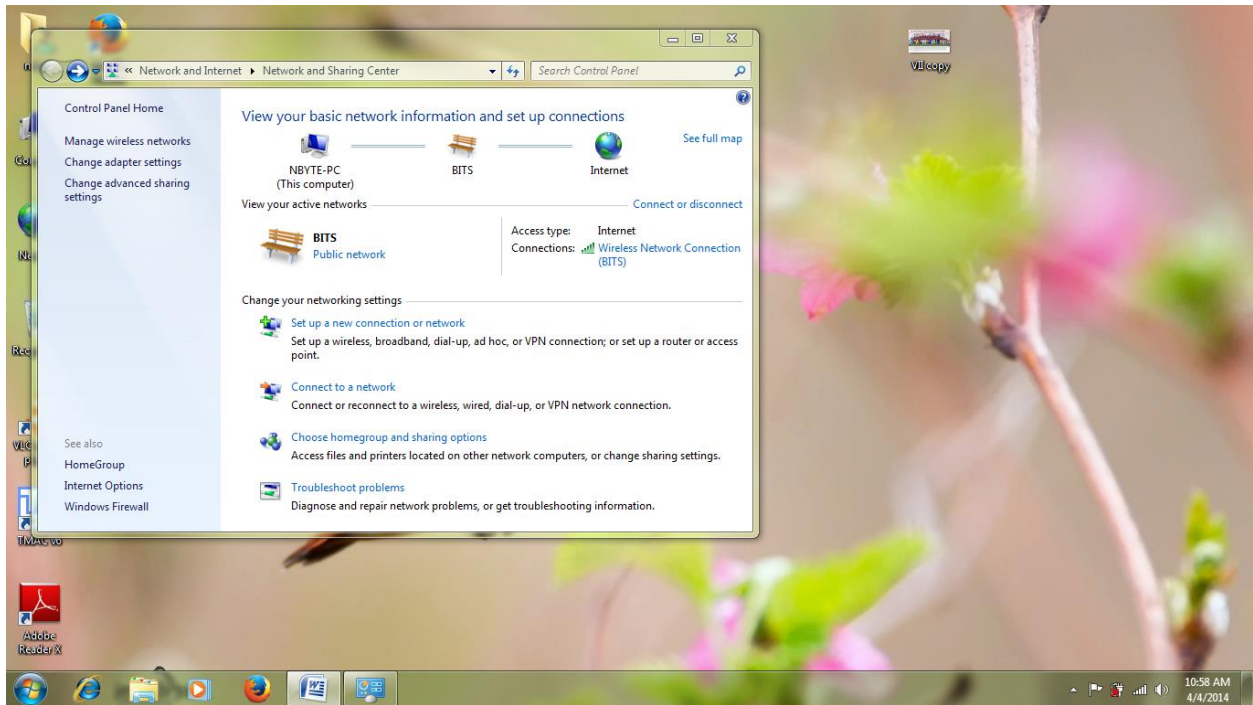 « Network and Internet ▸ Network and Sharing Center
Search Control Panel
Control Panel Home
Manage wireless networks
Change adapter settings
Change advanced sharing
settings
See also
HomeGroup
Internet Options
Windows Firewall
View your basic network information and set up connections
See full map
NBYTE-PC
(This computer)
BITS
Internet
View your active networks
Connect or disconnect
BITS
Public network
Access type: Internet
Connections: Wireless Network Connection
(BITS)
Change your networking settings
Set up a new connection or network
Set up a wireless, broadband, dial-up, ad hoc, or VPN connection; or set up a router or access
point.
Connect to a network
Connect or reconnect to a wireless, wired, dial-up, or VPN network connection.
Choose homegroup and sharing options
Access files and printers located on other network computers, or change sharing settings.
Troubleshoot problems
Diagnose and repair network problems, or get troubleshooting information.
copy
Adobe
Reader X
10:58 AM
4/4/2014